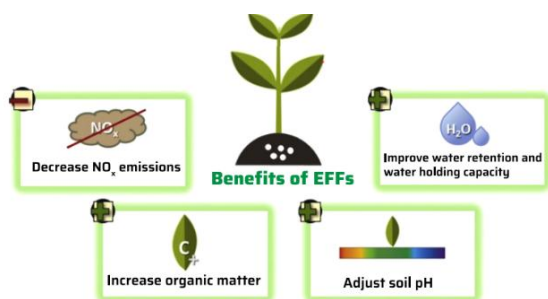 NOx
Decrease NOx emissions
Benefits of EFFs
H2O
Improve water retention and
water holding capacity
C+
Increase organic matter
Adjust soil pH